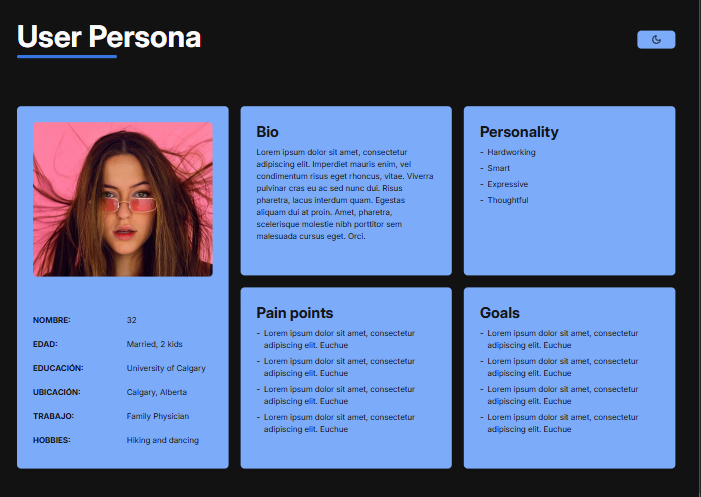 User Persona
NOMBRE: 32
EDAD: Married, 2 kids
EDUCACIÓN: University of Calgary
UBICACIÓN: Calgary, Alberta
TRABAJO: Family Physician
HOBBIES: Hiking and dancing
Bio
Lorem ipsum dolor sit amet, consectetur
adipiscing elit. Imperdiet mauris enim, vel
condimentum risus eget rhoncus, vitae. Viverra
pulvinar cras eu ac sed nunc dui. Risus
pharetra, lacus interdum quam. Egestas
aliquam dui at proin. Amet, pharetra,
scelerisque molestie nibh porttitor sem
malesuada cursus eget. Orci.
Personality
- Hardworking
- Smart
- Expressive
- Thoughtful
Pain points
- Lorem ipsum dolor sit amet, consectetur
adipiscing elit. Euchue
- Lorem ipsum dolor sit amet, consectetur
adipiscing elit. Euchue
- Lorem ipsum dolor sit amet, consectetur
adipiscing elit. Euchue
- Lorem ipsum dolor sit amet, consectetur
adipiscing elit. Euchue
Goals
- Lorem ipsum dolor sit amet, consectetur
adipiscing elit. Euchue
- Lorem ipsum dolor sit amet, consectetur
adipiscing elit. Euchue
- Lorem ipsum dolor sit amet, consectetur
adipiscing elit. Euchue
- Lorem ipsum dolor sit amet, consectetur
adipiscing elit. Euchue